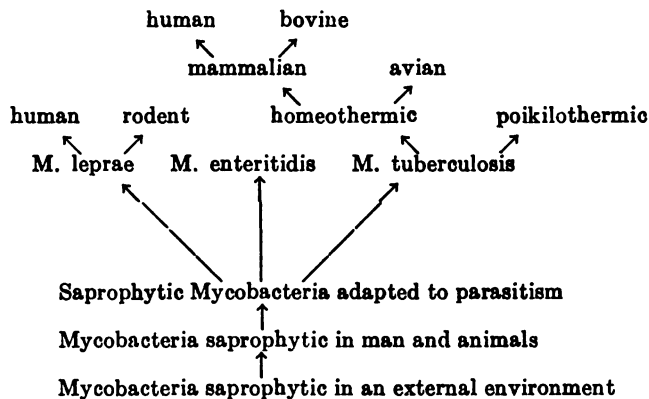 human bovine
mammalian avian
human rodent homeothermic poikilothermic
M. leprae M. enteritidis M. tuberculosis
Saprophytic Mycobacteria adapted to parasitism
Mycobacteria saprophytic in man and animals
Mycobacteria saprophytic in an external environment